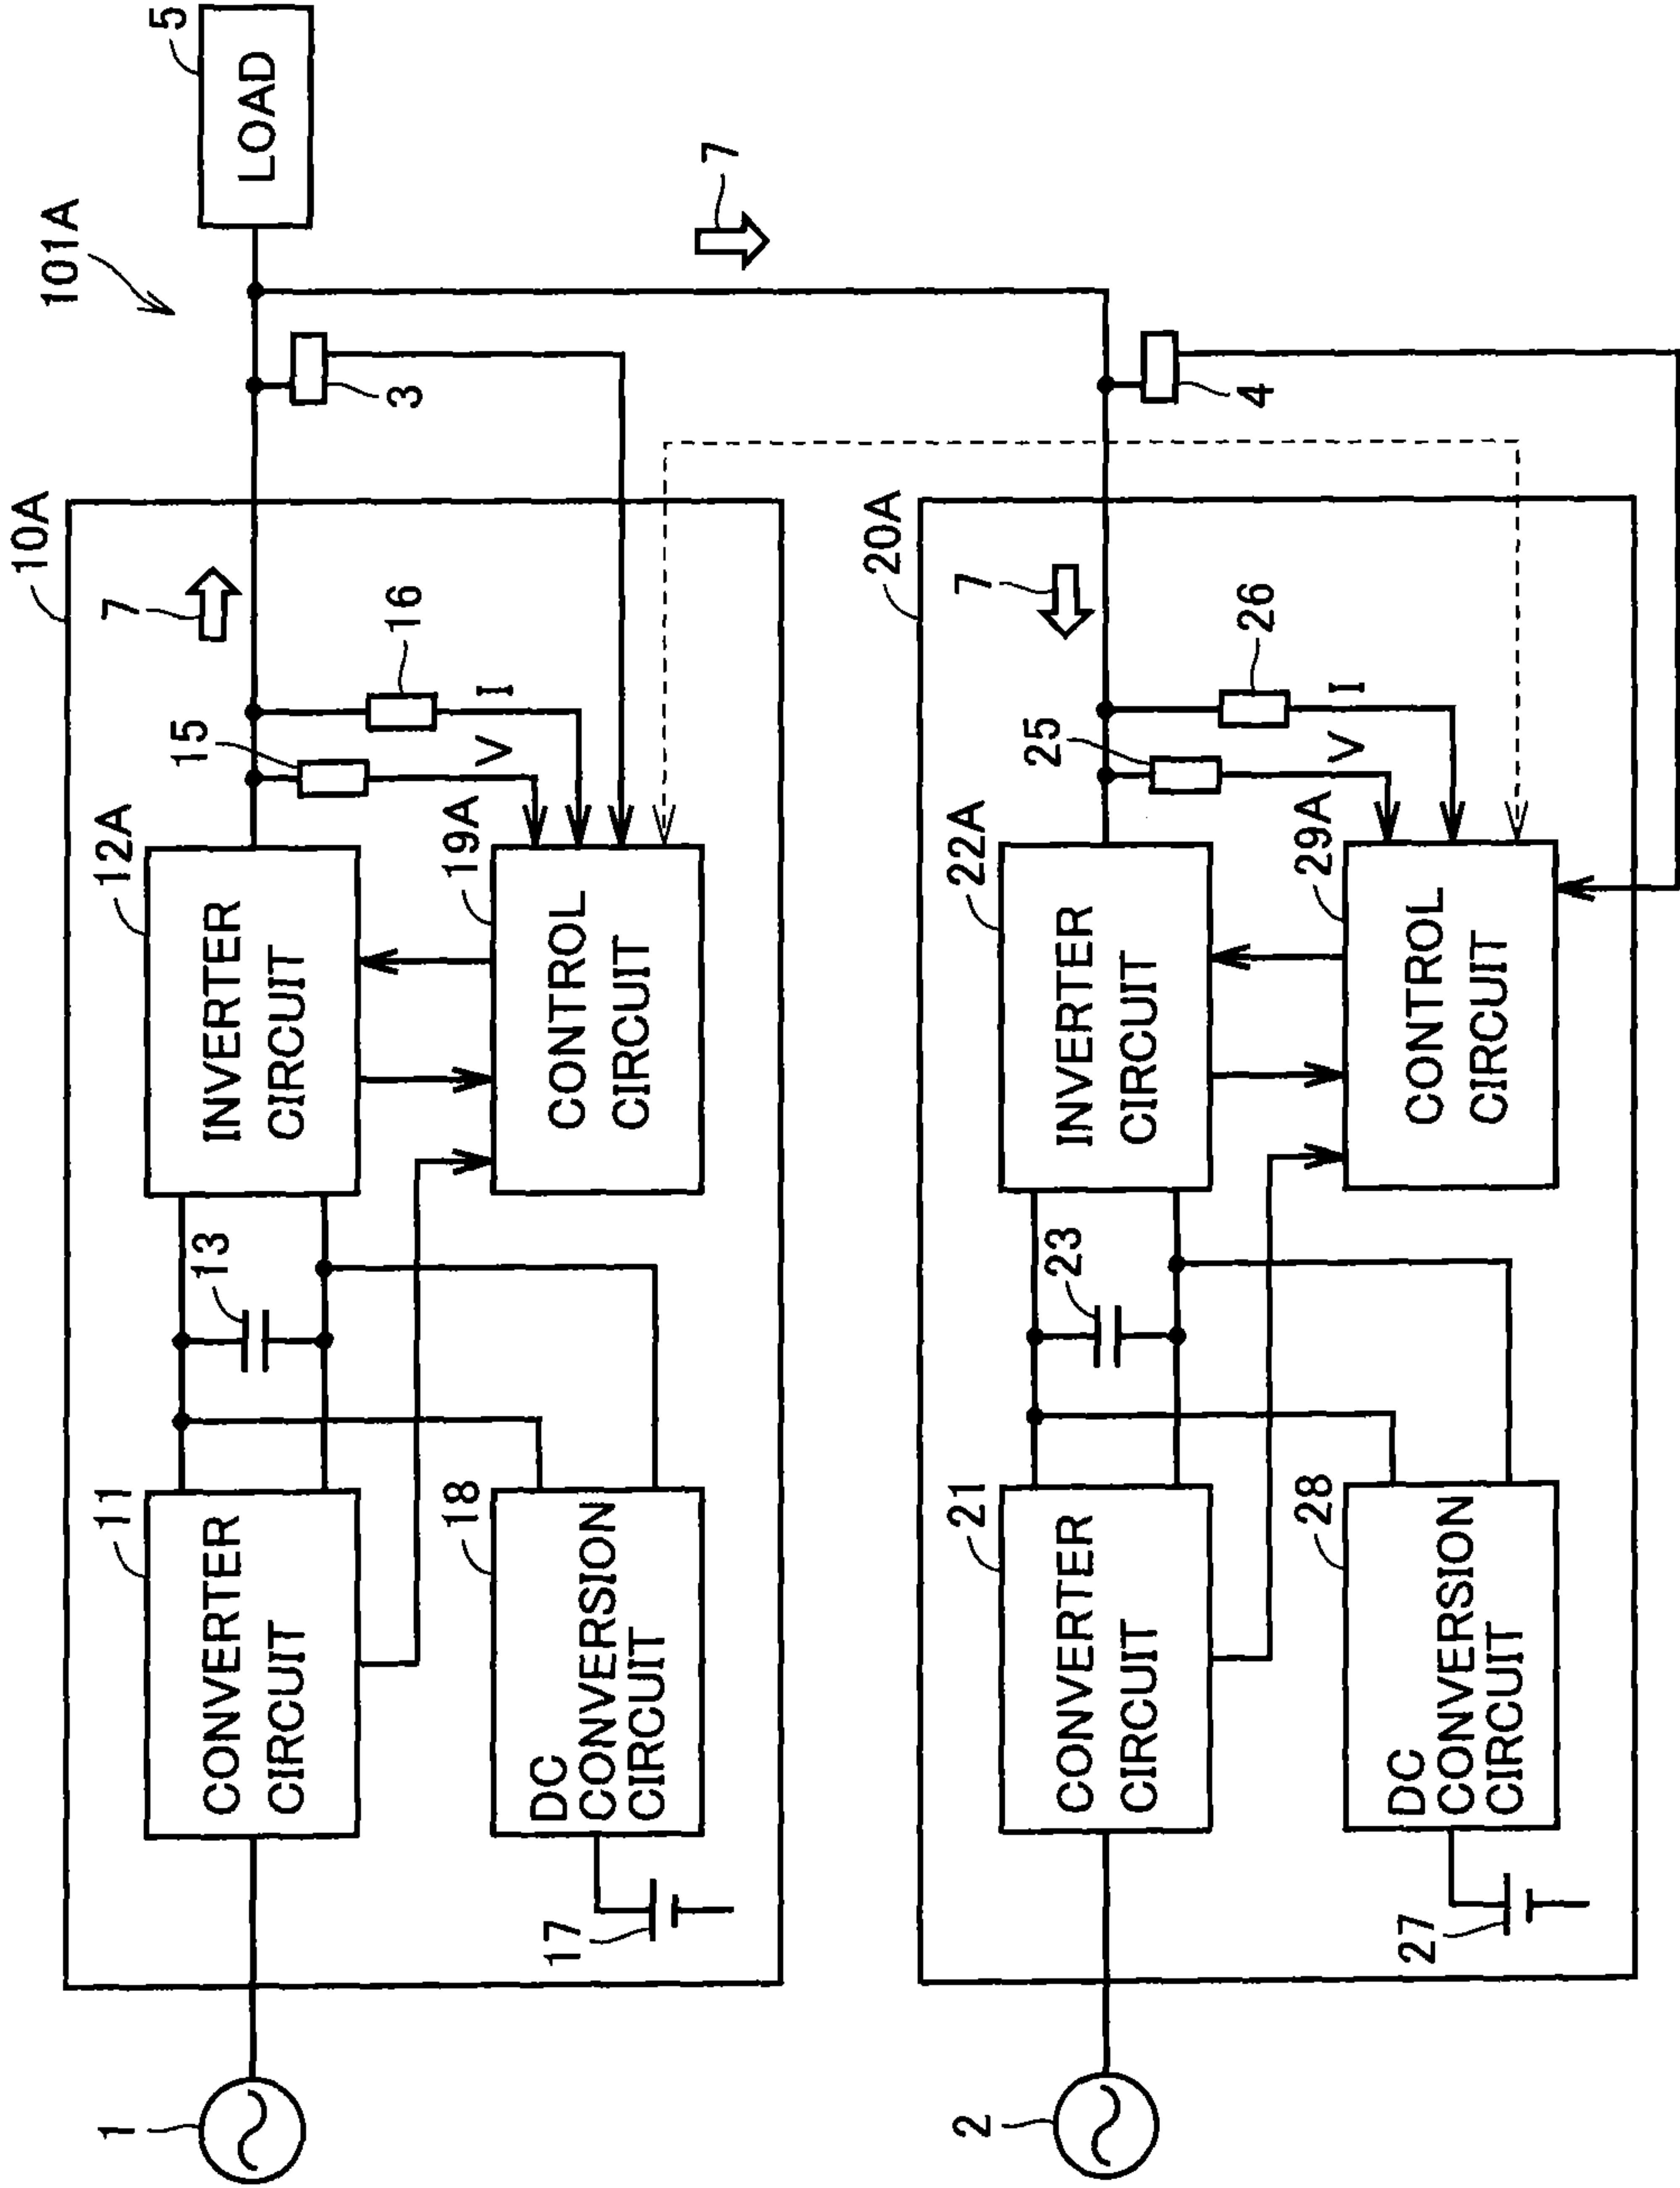 101A
10A
1
11
CONVERTER
CIRCUIT
13
12A
INVERTER
CIRCUIT
15
7
16
V
I
3
5
LOAD
17
18
DC
CONVERSION
CIRCUIT
19A
CONTROL
CIRCUIT
7
20A
2
21
CONVERTER
CIRCUIT
23
22A
INVERTER
CIRCUIT
25
7
26
V
I
4
27
28
DC
CONVERSION
CIRCUIT
29A
CONTROL
CIRCUIT